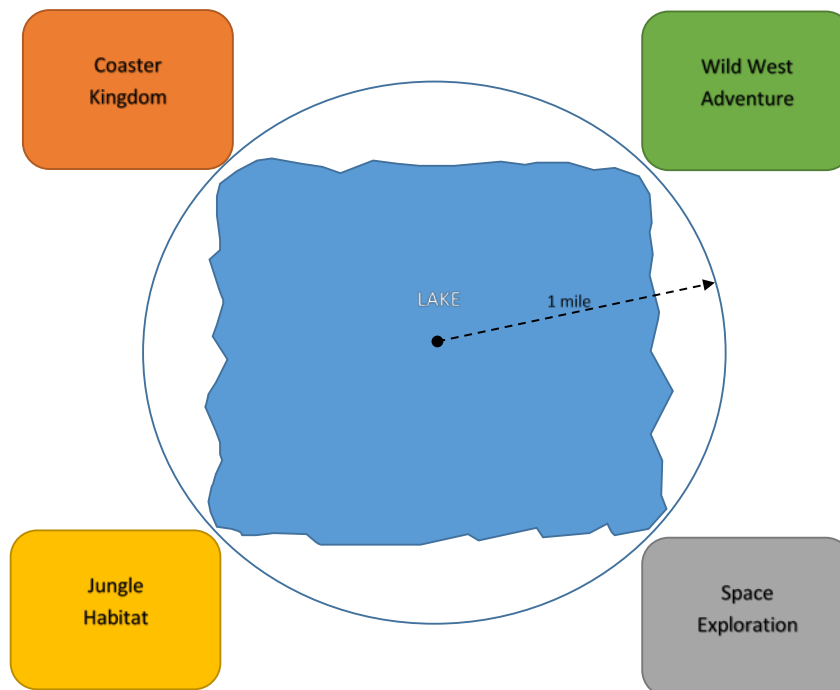 Coaster
Kingdom
Wild West
Adventure
LAKE
1 mile
Jungle
Habitat
Space
Exploration